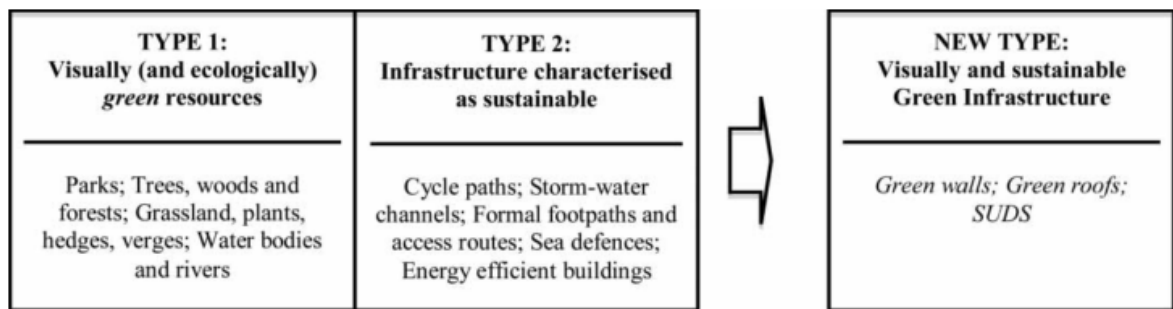 TYPE 1:
Visually (and ecologically)
green resources
Parks; Trees, woods and
forests; Grassland, plants,
hedges, verges; Water bodies
and rivers
TYPE 2:
Infrastructure characterised
as sustainable
Cycle paths; Storm-water
channels; Formal footpaths and
access routes; Sea defences;
Energy efficient buildings
NEW TYPE:
Visually and sustainable
Green Infrastructure
Green walls; Green roofs;
SUDS